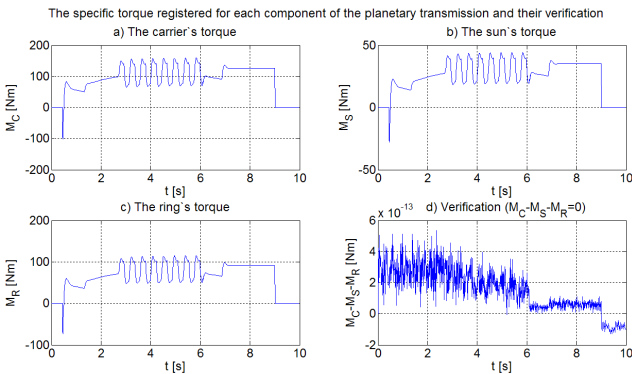 The specific torque registered for each component of the planetary transmission and their verification
a) The carrier`s torque
200
100
0
-100
-200
M_C [Nm]
0 2 4 6 8 10
t [s]
b) The sun`s torque
50
0
-50
M_S [Nm]
0 2 4 6 8 10
t [s]
c) The ring`s torque
200
100
0
-100
M_R [Nm]
0 2 4 6 8 10
t [s]
x 10^-13 d) Verification (M_C-M_S-M_R=0)
6
4
2
0
-2
M_C-M_S-M_R [Nm]
0 2 4 6 8 10
t [s]